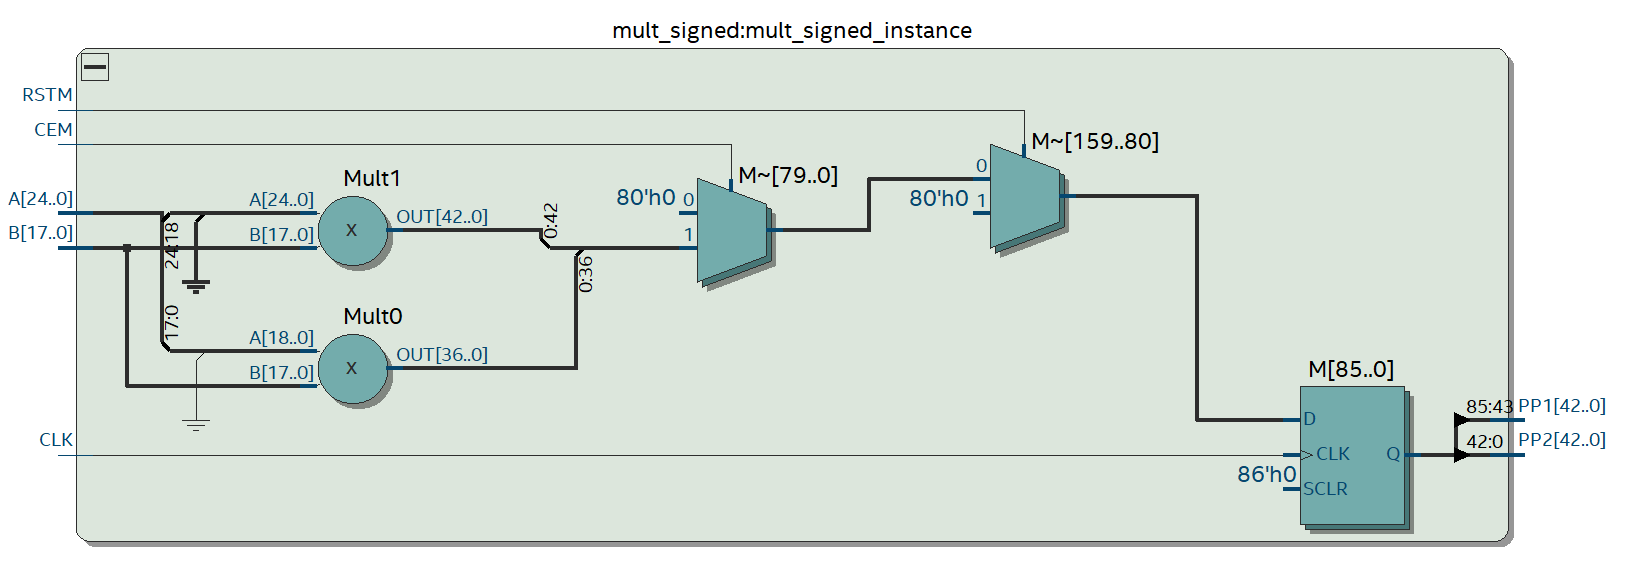 mult_signed:mult_signed_instance
RSTM
CEM
A[24..0]
B[17..0]
CLK
24:18
17:0
Mult1
A[24..0]
B[17..0]
x
OUT[42..0]
Mult0
A[18..0]
B[17..0]
x
OUT[36..0]
0:42
0:36
M~[79..0]
80'h0
0
1
M~[159..80]
0
80'h0
1
M[85..0]
D
CLK
Q
86'h0
SCLR
85:43
PP1[42..0]
42:0
PP2[42..0]